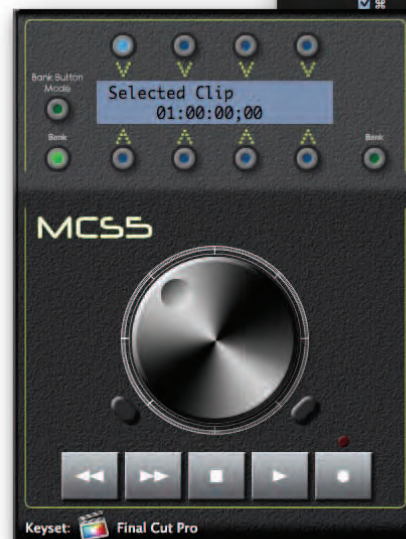 Bank Button
Mode
Selected Clip
01:00:00;00
Bank
Bank
MCS5
Keyset: Final Cut Pro